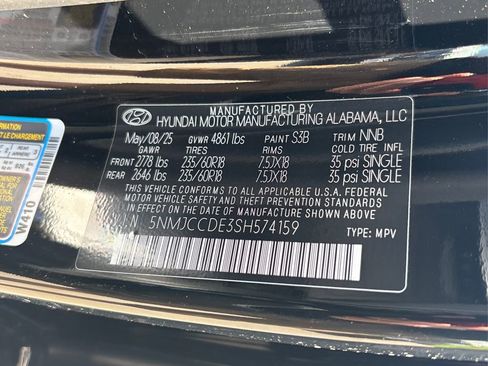 MANUFACTURED BY
HYUNDAI MOTOR MANUFACTURING ALABAMA, LLC
May/08/25 GVWR 4861 lbs PAINT S3B TRIM NNB
GAWR TIRES RIMS COLD TIRE INFL
FRONT 2778 lbs 235/60R18 7.5JX18 35 psi SINGLE
REAR 2646 lbs 235/60R18 7.5JX18 35 psi SINGLE
THIS VEHICLE CONFORMS TO ALL APPLICABLE U.S.A. FEDERAL
MOTOR VEHICLE SAFETY AND THEFT PREVENTION STANDARDS
IN EFFECT ON THE DATE OF MANUFACTURE SHOWN ABOVE.
5NMJCCDE3SH574159
TYPE: MPV
LE CHARGEMENT
W410